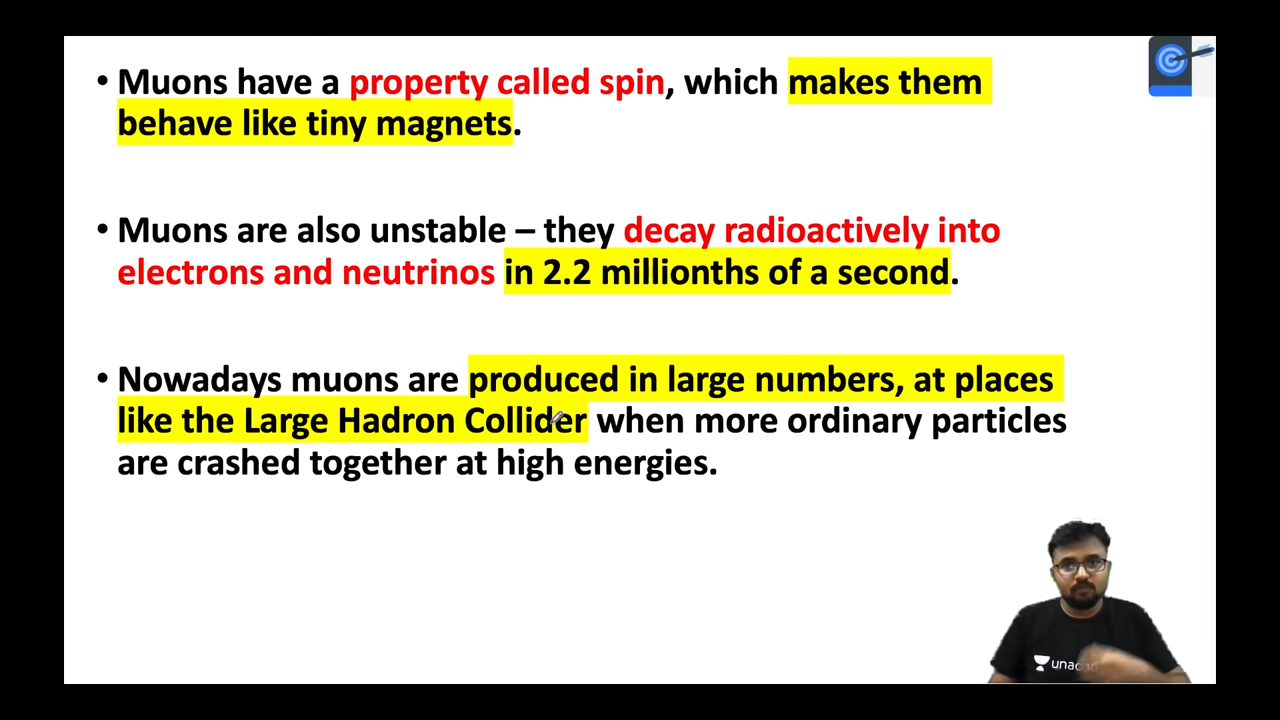 • Muons have a property called spin, which makes them
behave like tiny magnets.
• Muons are also unstable – they decay radioactively into
electrons and neutrinos in 2.2 millionths of a second.
• Nowadays muons are produced in large numbers, at places
like the Large Hadron Collider when more ordinary particles
are crashed together at high energies.